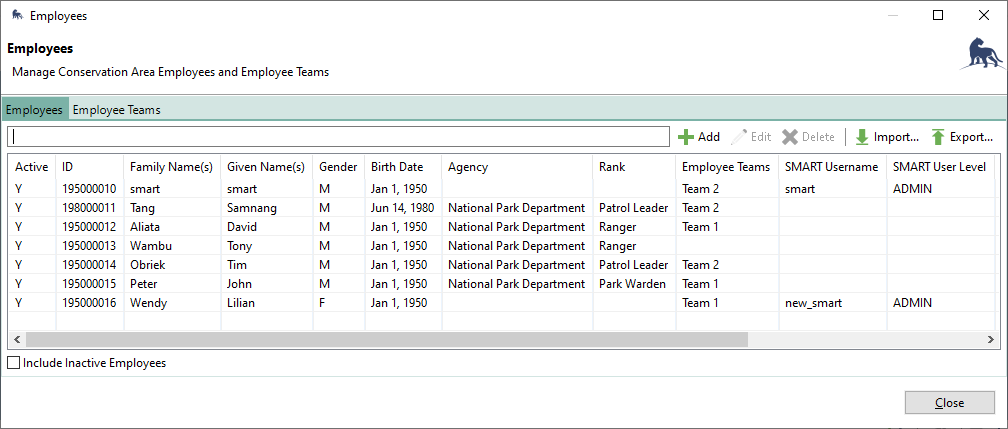 Employees
Employees
Manage Conservation Area Employees and Employee Teams
Employees Employee Teams
Add Edit Delete Import... Export...
Active ID Family Name(s) Given Name(s) Gender Birth Date Agency Rank Employee Teams SMART Username SMART User Level
Y 195000010 smart smart M Jan 1, 1950 Team 2 smart ADMIN
Y 198000011 Tang Samnang M Jun 14, 1980 National Park Department Patrol Leader Team 2
Y 195000012 Aliata David M Jan 1, 1950 National Park Department Ranger Team 1
Y 195000013 Wambu Tony M Jan 1, 1950 National Park Department Ranger
Y 195000014 Obriek Tim M Jan 1, 1950 National Park Department Patrol Leader Team 2
Y 195000015 Peter John M Jan 1, 1950 National Park Department Park Warden Team 1
Y 195000016 Wendy Lilian F Jan 1, 1950 Team 1 new_smart ADMIN
Include Inactive Employees
Close